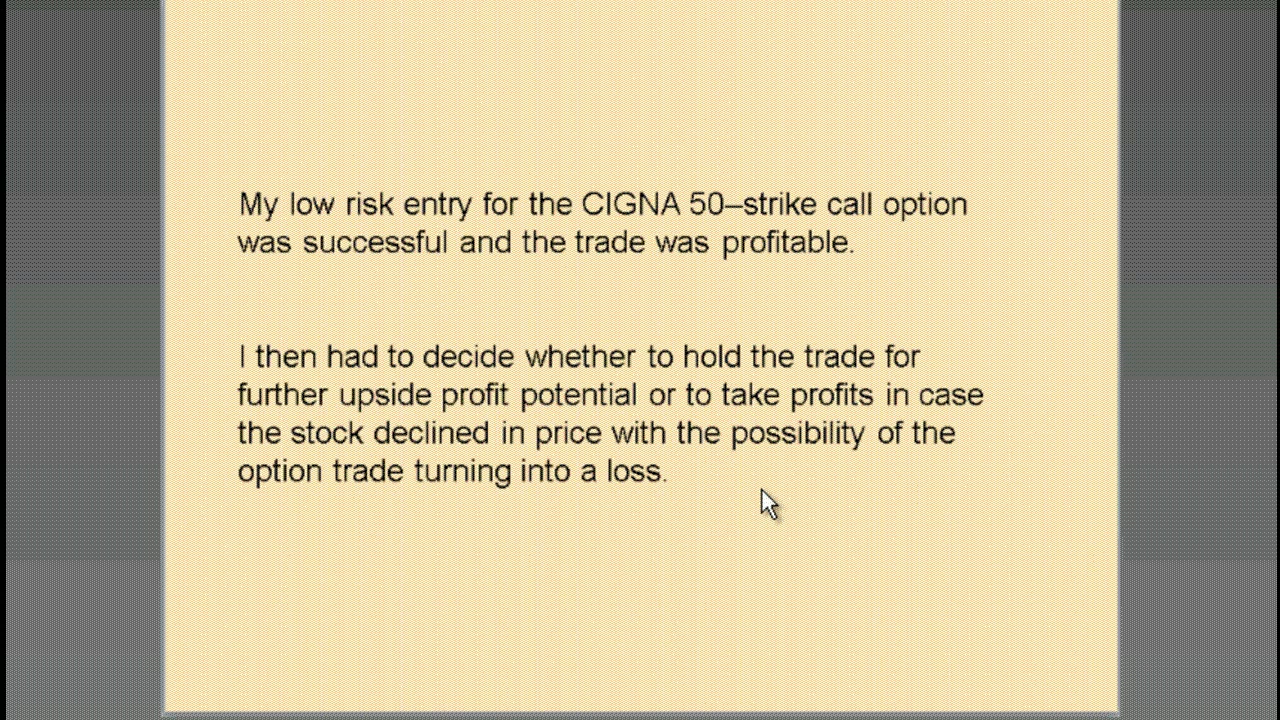 My low risk entry for the CIGNA 50–strike call option
was successful and the trade was profitable.
I then had to decide whether to hold the trade for
further upside profit potential or to take profits in case
the stock declined in price with the possibility of the
option trade turning into a loss.